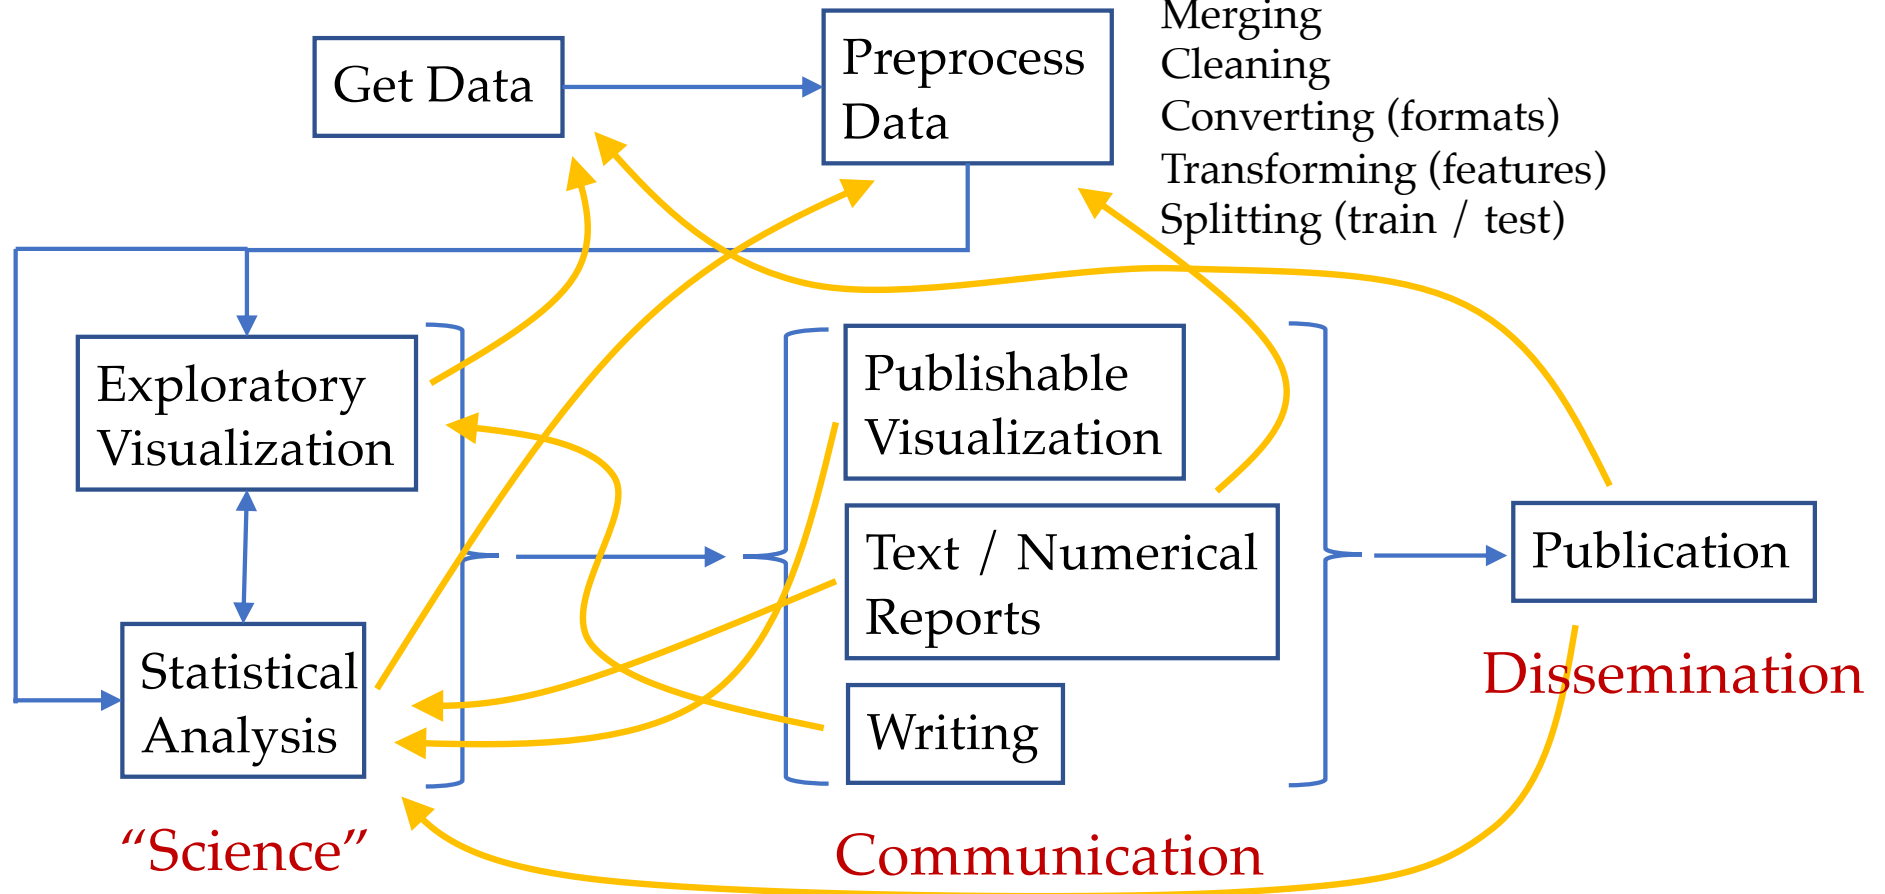 Get Data
Preprocess
Data
Merging
Cleaning
Converting (formats)
Transforming (features)
Splitting (train / test)
Exploratory
Visualization
Statistical
Analysis
Publishable
Visualization
Text / Numerical
Reports
Writing
Publication
Dissemination
“Science”
Communication